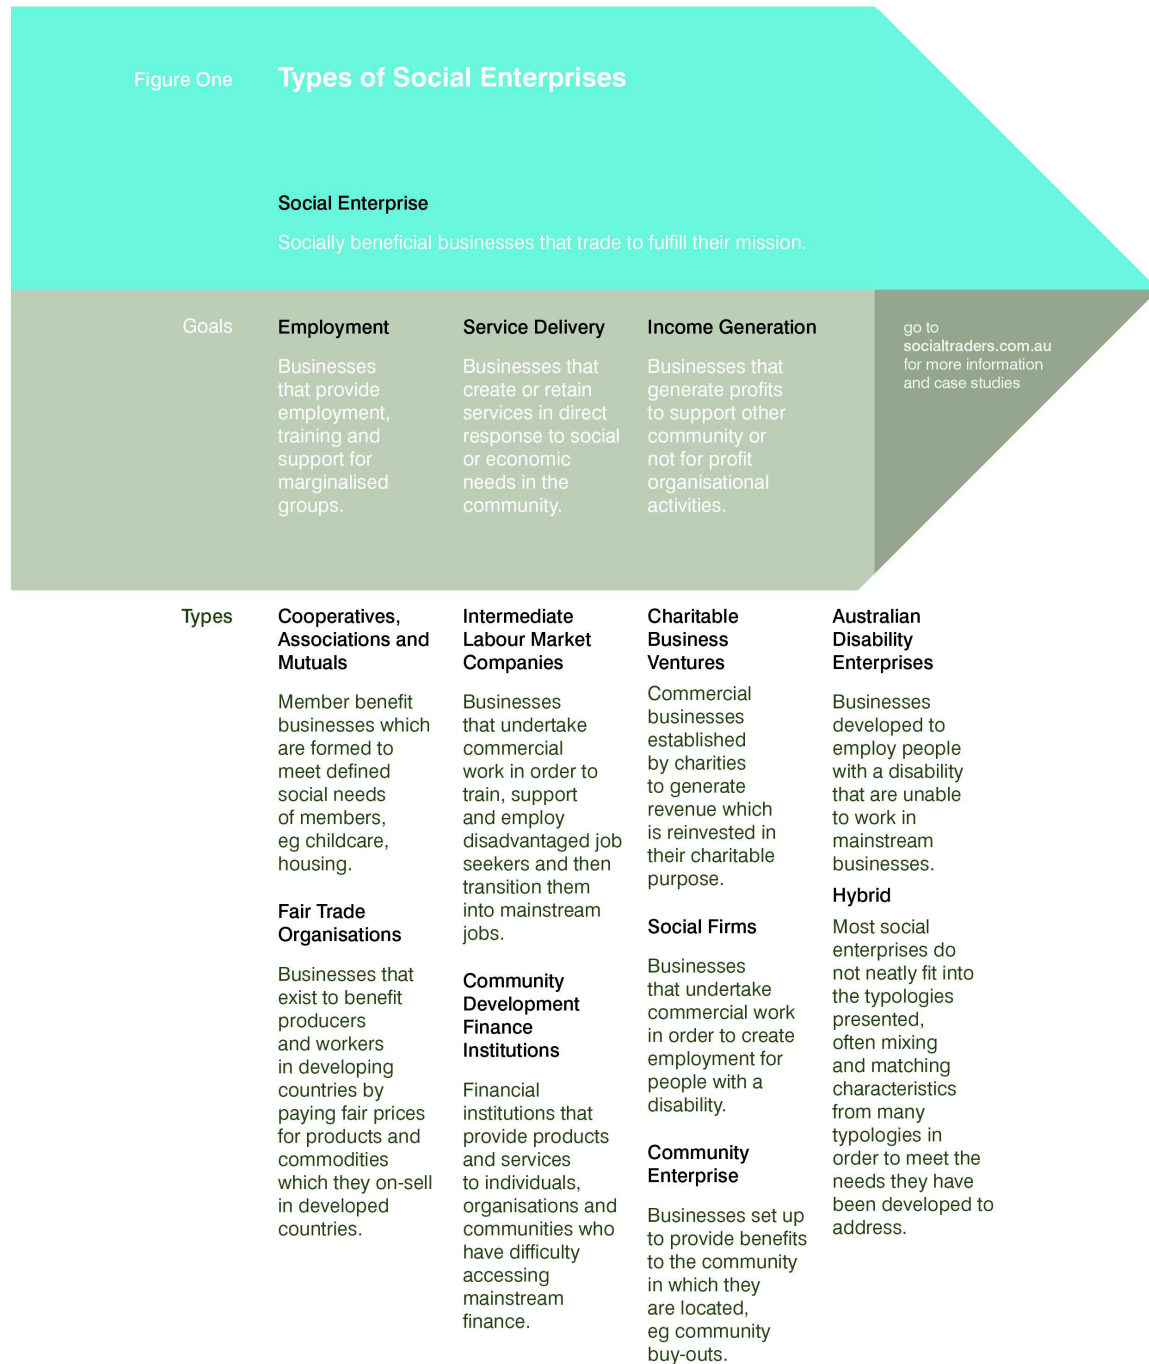 Figure One
Types of Social Enterprises
Social Enterprise
Socially beneficial businesses that trade to fulfill their mission.
Goals
Employment
Businesses
that provide
employment,
training and
support for
marginalised
groups.
Service Delivery
Businesses that
create or retain
services in direct
response to social
or economic
needs in the
community.
Income Generation
Businesses that
generate profits
to support other
community or
not for profit
organisational
activities.
go to
socialtraders.com.au
for more information
and case studies
Types
Cooperatives,
Associations and
Mutuals
Member benefit
businesses which
are formed to
meet defined
social needs
of members,
eg childcare,
housing.
Fair Trade
Organisations
Businesses that
exist to benefit
producers
and workers
in developing
countries by
paying fair prices
for products and
commodities
which they on-sell
in developed
countries.
Intermediate
Labour Market
Companies
Businesses
that undertake
commercial
work in order to
train, support
and employ
disadvantaged job
seekers and then
transition them
into mainstream
jobs.
Community
Development
Finance
Institutions
Financial
institutions that
provide products
and services
to individuals,
organisations and
communities who
have difficulty
accessing
mainstream
finance.
Charitable
Business
Ventures
Commercial
businesses
established
by charities
to generate
revenue which
is reinvested in
their charitable
purpose.
Social Firms
Businesses
that undertake
commercial work
in order to create
employment for
people with a
disability.
Community
Enterprise
Businesses set up
to provide benefits
to the community
in which they
are located,
eg community
buy-outs.
Australian
Disability
Enterprises
Businesses
developed to
employ people
with a disability
that are unable
to work in
mainstream
businesses.
Hybrid
Most social
enterprises do
not neatly fit into
the typologies
presented,
often mixing
and matching
characteristics
from many
typologies in
order to meet the
needs they have
been developed to
address.